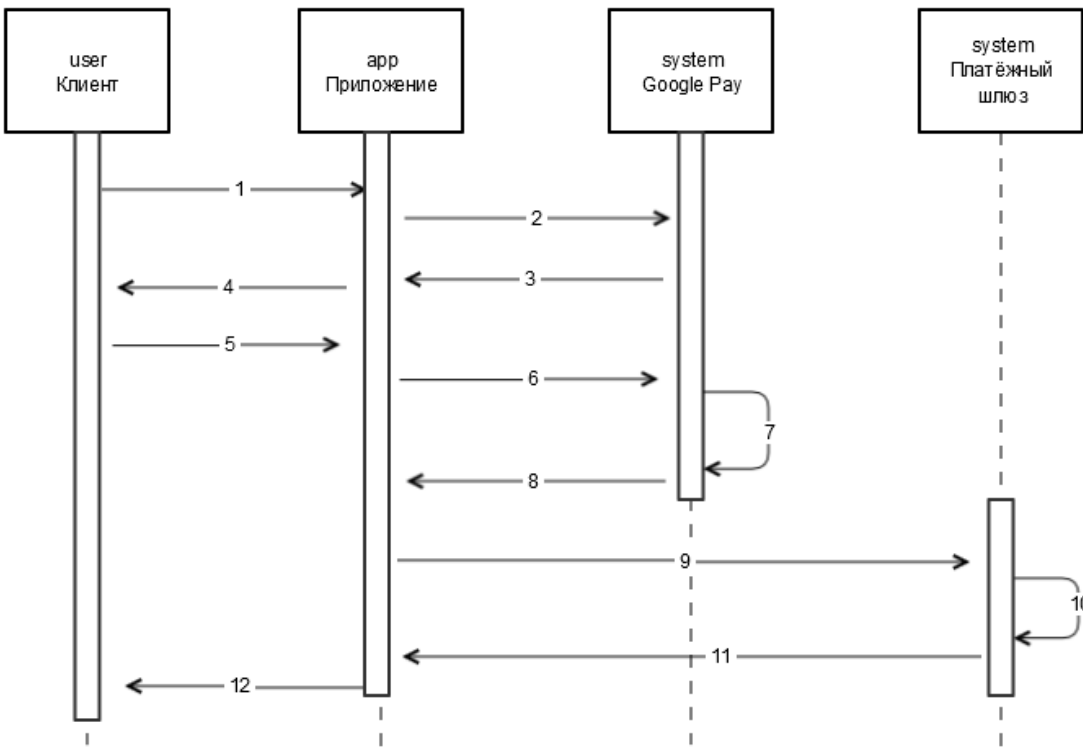 user
Клиент
app
Приложение
system
Google Pay
system
Платёжный
шлюз
1
2
3
4
5
6
7
8
9
10
11
12